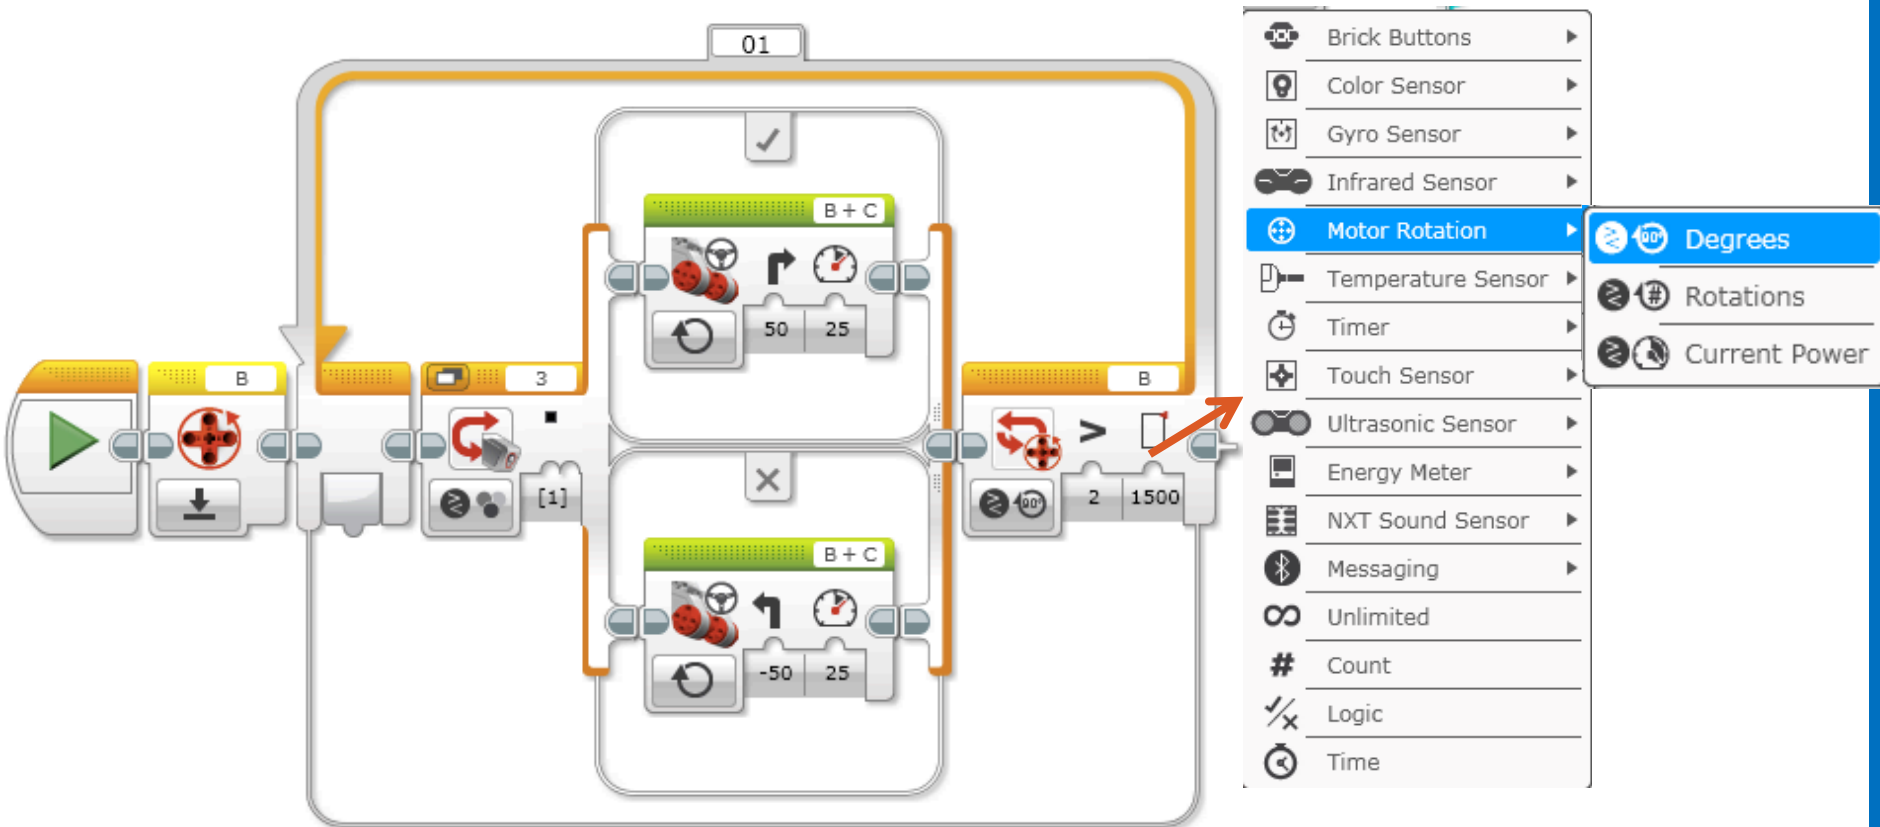 01
B
3
[1]
B + C
50 25
B + C
-50 25
B
> 
2 1500
90°
Brick Buttons
Color Sensor
Gyro Sensor
Infrared Sensor
Motor Rotation
Temperature Sensor
Timer
Touch Sensor
Ultrasonic Sensor
Energy Meter
NXT Sound Sensor
Messaging
Unlimited
# Count
Logic
Time
90° Degrees
# Rotations
Current Power